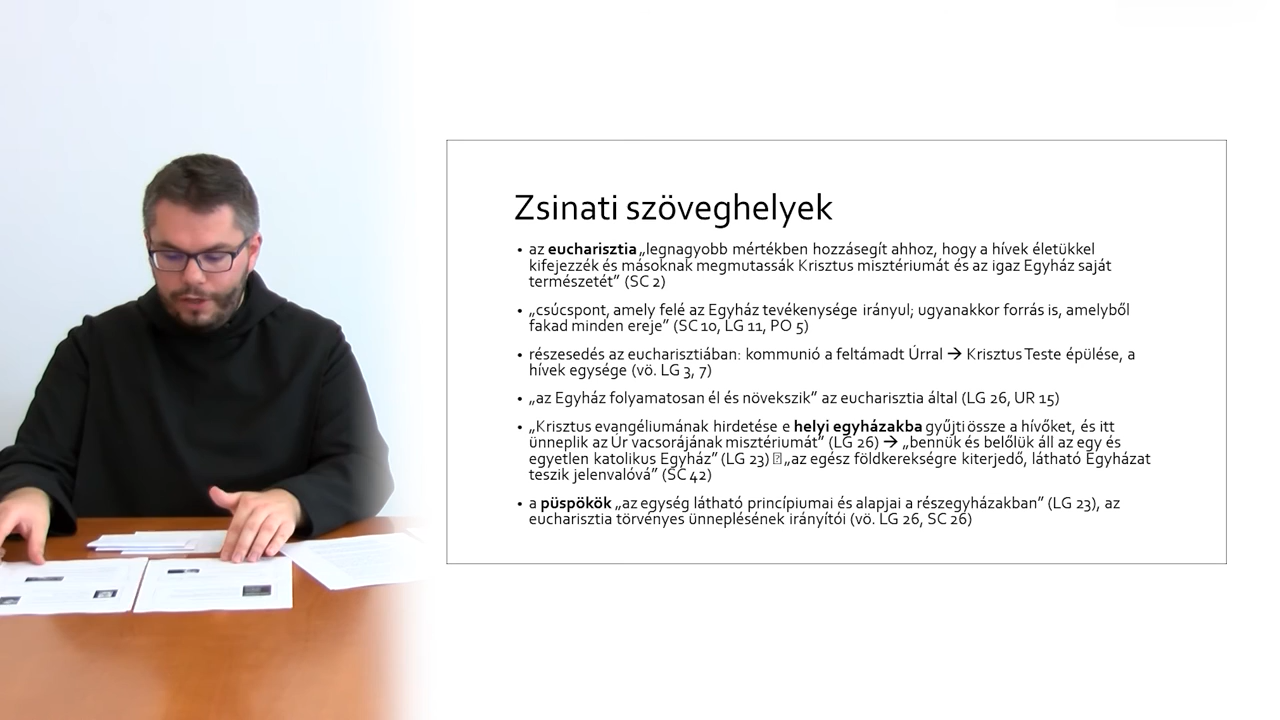 Zsinati szöveghelyek
• az eucharisztia „legnagyobb mértékben hozzásegít ahhoz, hogy a hívek életükkel
kifejezzék és másoknak megmutassák Krisztus misztériumát és az igaz Egyház saját
természetét” (SC 2)
• „csúcspont, amely felé az Egyház tevékenysége irányul; ugyanakkor forrás is, amelyből
fakad minden ereje” (SC 10, LG 11, PO 5)
• részesedés az eucharisztiában: kommunió a feltámadt Úrral → Krisztus Teste épülése, a
hívek egysége (vö. LG 3, 7)
• „az Egyház folyamatosan él és növekszik” az eucharisztia által (LG 26, UR 15)
• „Krisztus evangéliumának hirdetése e helyi egyházakba gyűjti össze a hívőket, és itt
ünneplik az Úr vacsorájának misztériumát” (LG 26) → „bennük és belőlük áll az egy és
egyetlen katolikus Egyház” (LG 23) 􏰀 „az egész földkerekségre kiterjedő, látható Egyházat
teszik jelenvalóvá” (SC 42)
• a püspökök „az egység látható princípiumai és alapjai a részegyházakban” (LG 23), az
eucharisztia törvényes ünneplésének irányítói (vö. LG 26, SC 26)